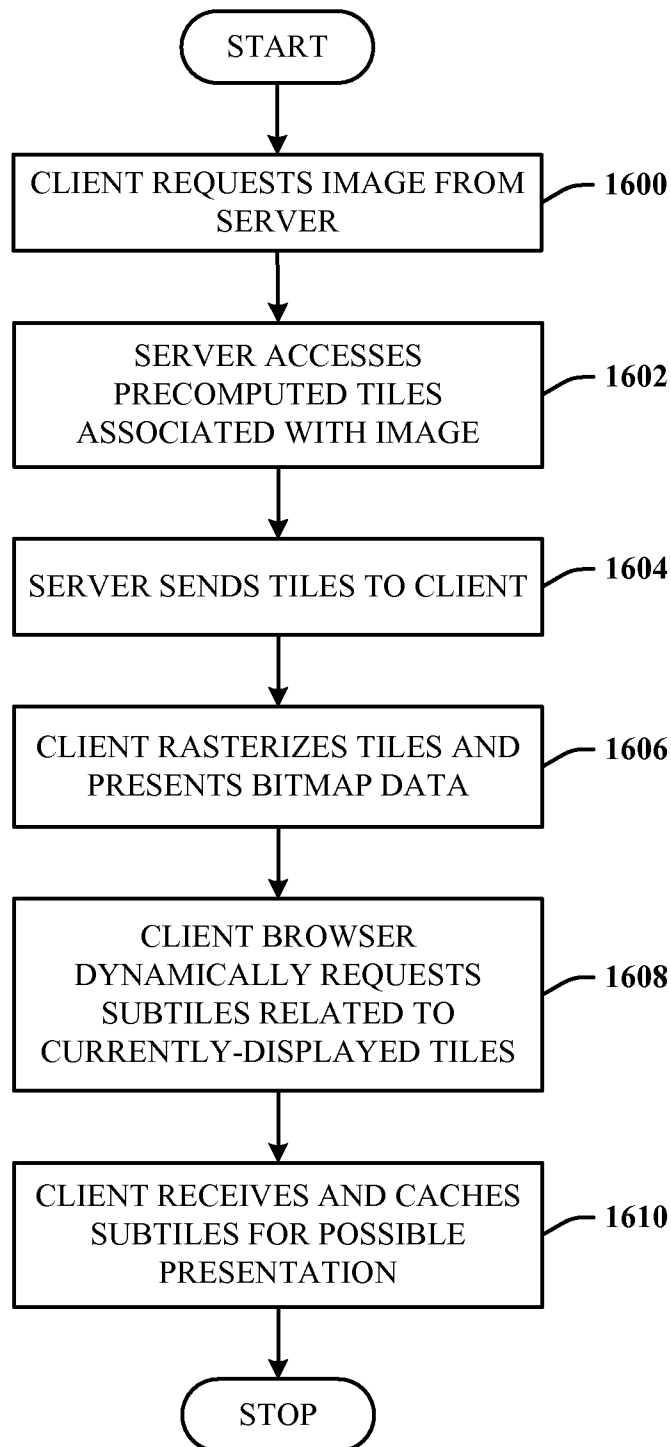 START
CLIENT REQUESTS IMAGE FROM
SERVER
1600
SERVER ACCESSES
PRECOMPUTED TILES
ASSOCIATED WITH IMAGE
1602
SERVER SENDS TILES TO CLIENT
1604
CLIENT RASTERIZES TILES AND
PRESENTS BITMAP DATA
1606
CLIENT BROWSER
DYNAMICALLY REQUESTS
SUBTILES RELATED TO
CURRENTLY-DISPLAYED TILES
1608
CLIENT RECEIVES AND CACHES
SUBTILES FOR POSSIBLE
PRESENTATION
1610
STOP